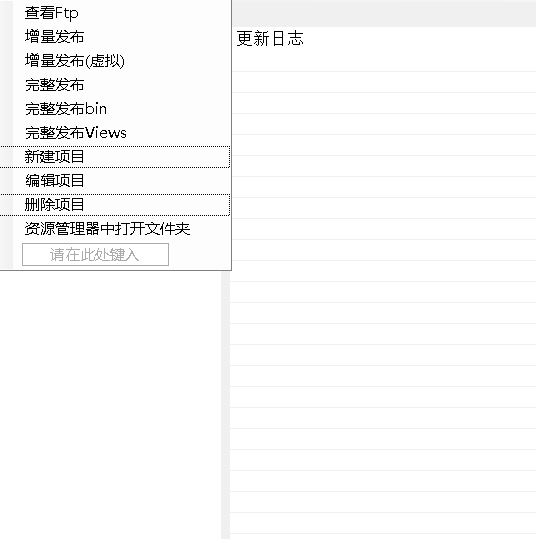 查看Ftp
增量发布
更新日志
增量发布(虚拟)
完整发布
完整发布bin
完整发布Views
新建项目
编辑项目
删除项目
资源管理器中打开文件夹
请在此处键入